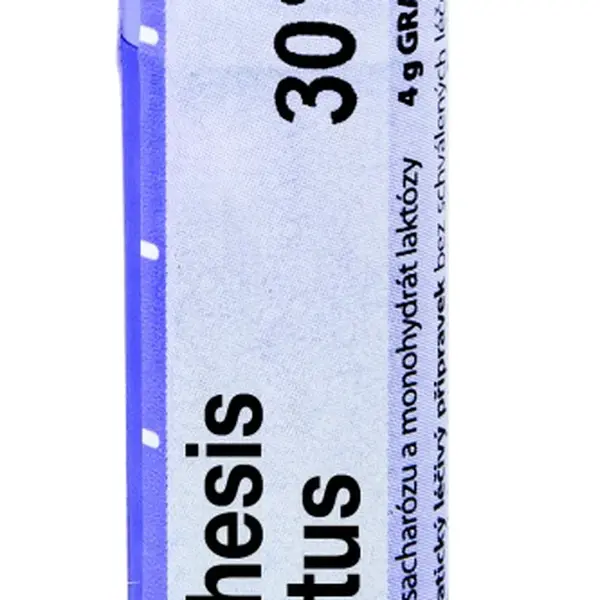 hesis
tus 30
sacharózu a monohydrát laktózy 4 g GRA
atický léčivý přípravek bez schválených léč